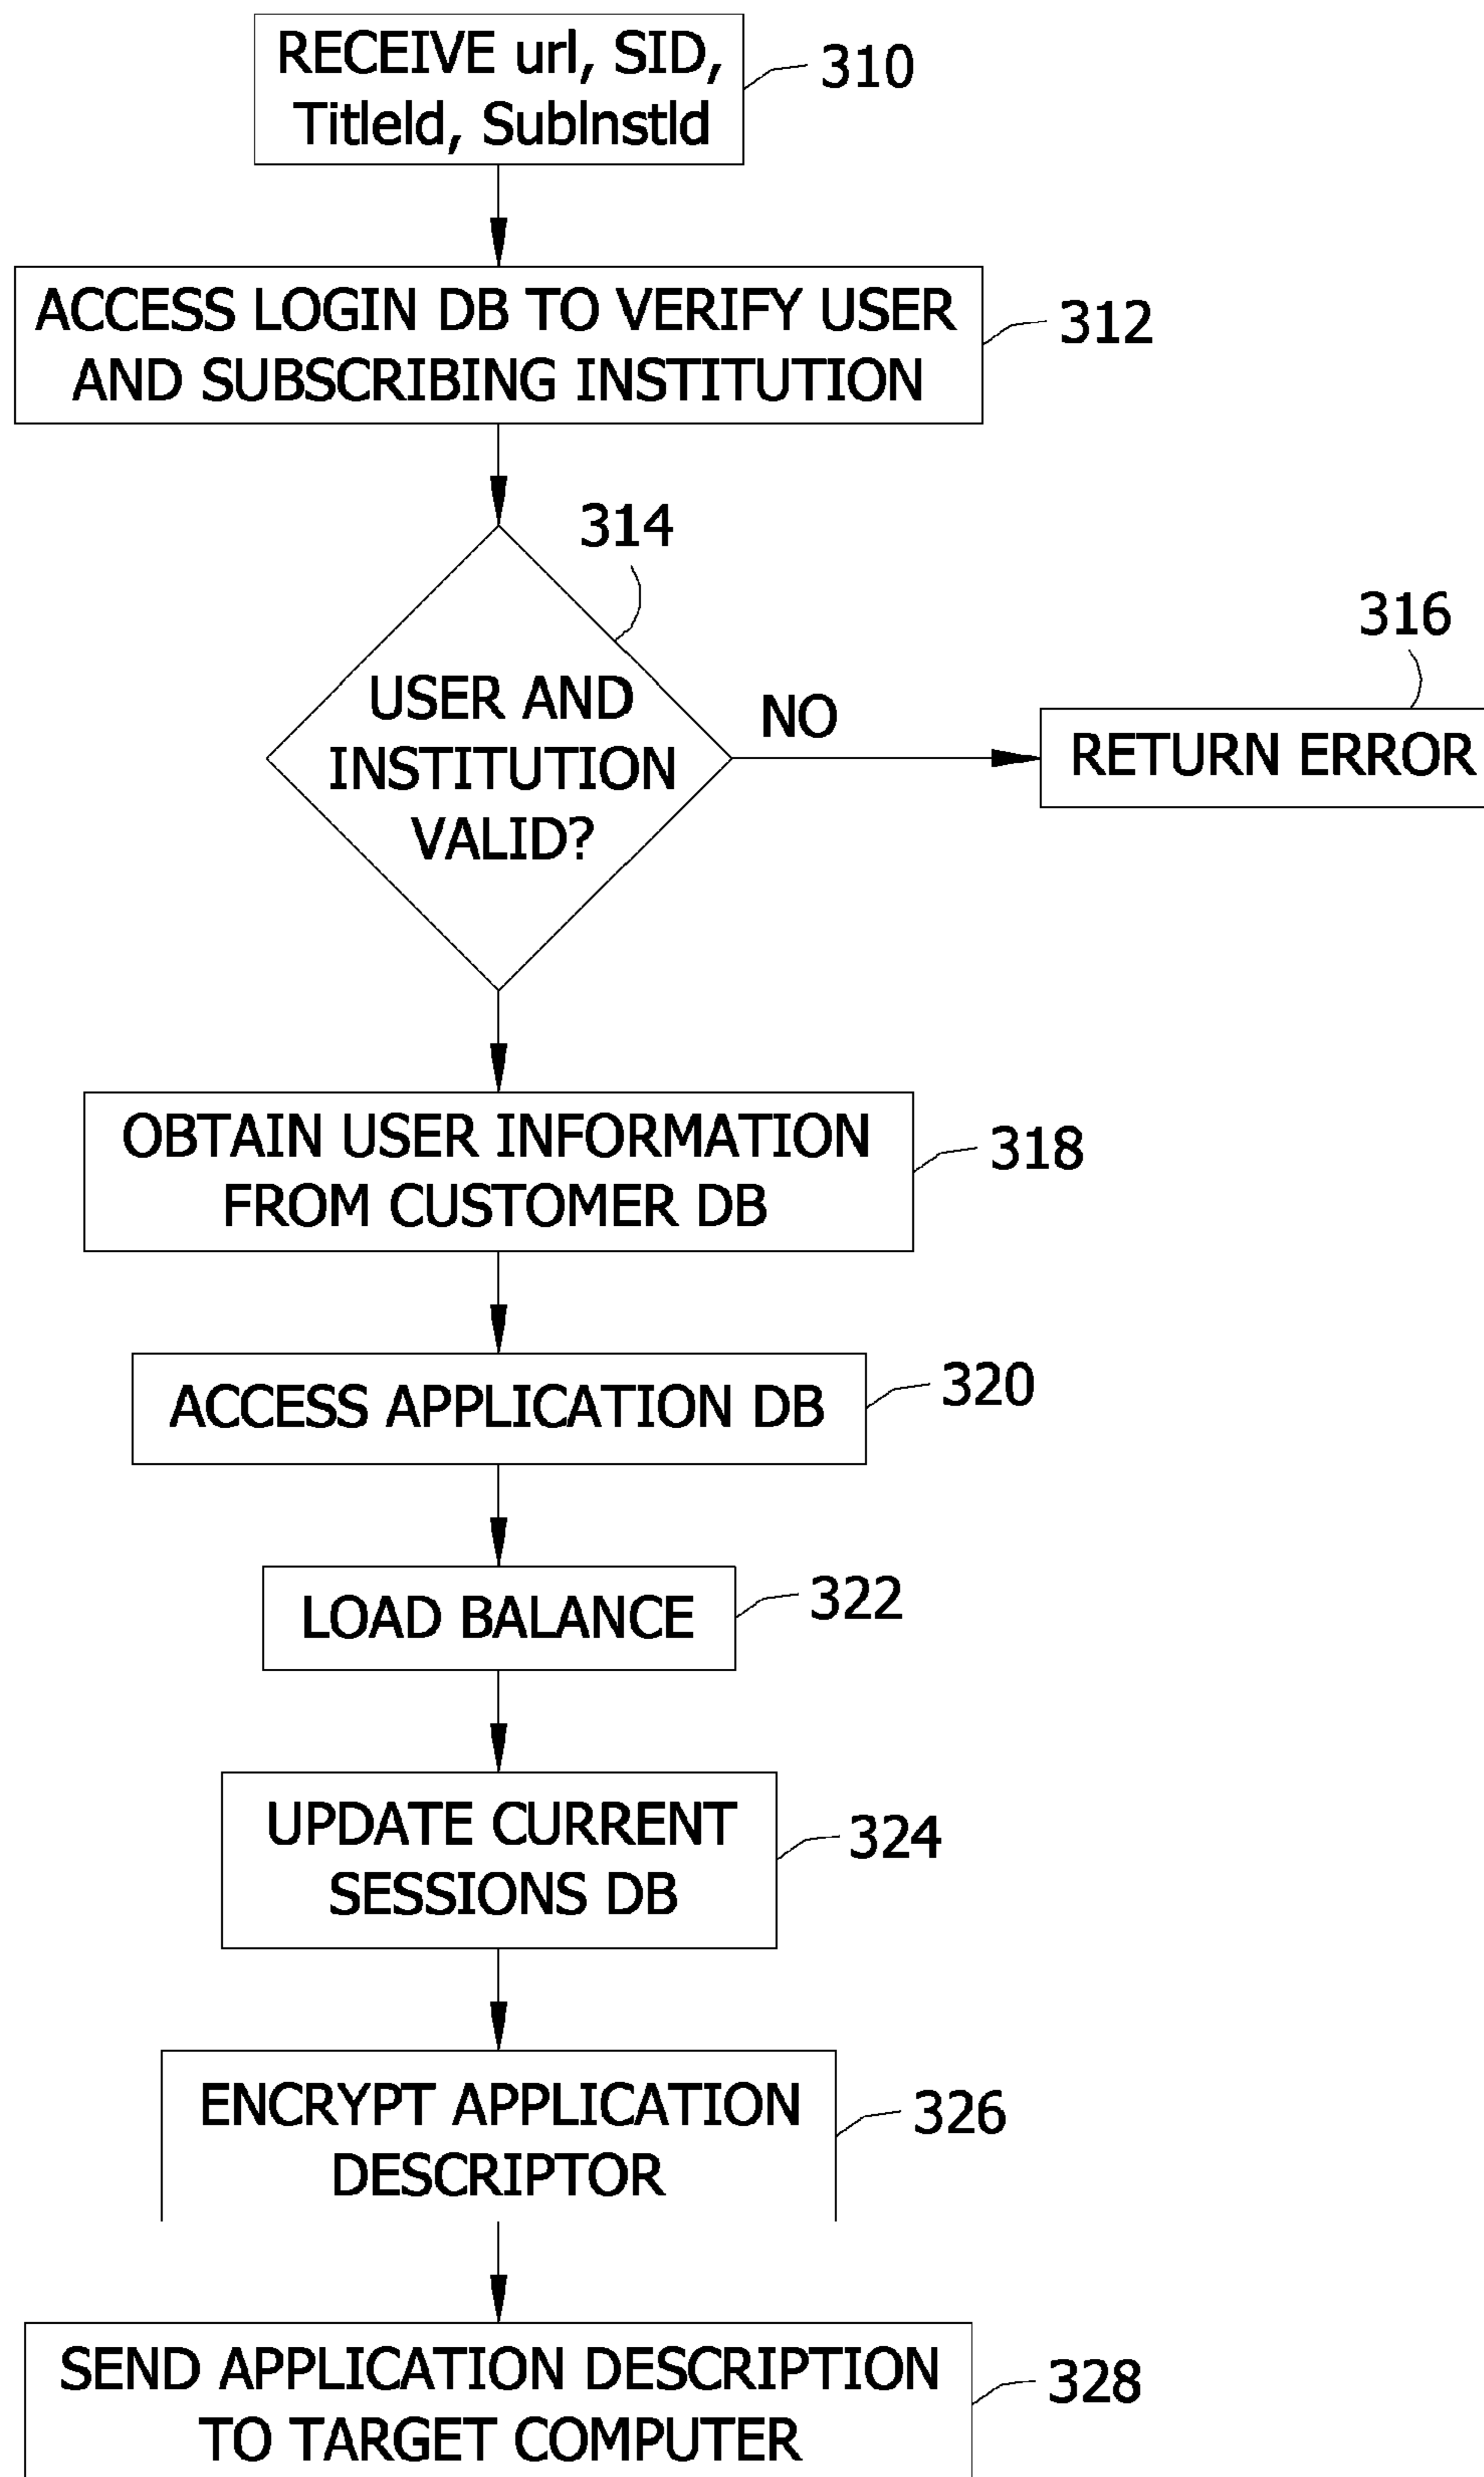 RECEIVE url, SID,
TitleId, SubInstId
310
ACCESS LOGIN DB TO VERIFY USER
AND SUBSCRIBING INSTITUTION
312
314
USER AND
INSTITUTION
VALID?
NO
316
RETURN ERROR
OBTAIN USER INFORMATION
FROM CUSTOMER DB
318
ACCESS APPLICATION DB
320
LOAD BALANCE
322
UPDATE CURRENT
SESSIONS DB
324
ENCRYPT APPLICATION
DESCRIPTOR
326
SEND APPLICATION DESCRIPTION
TO TARGET COMPUTER
328